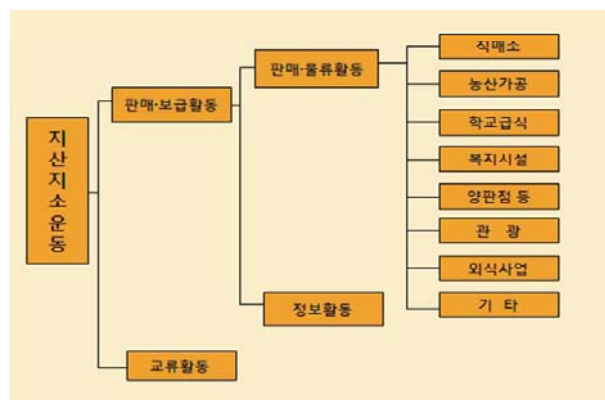 지산지소운동
판매·보급활동
교류활동
판매·물류활동
정보활동
직매소
농산가공
학교급식
복지시설
양판점 등
관 광
외식사업
기 타